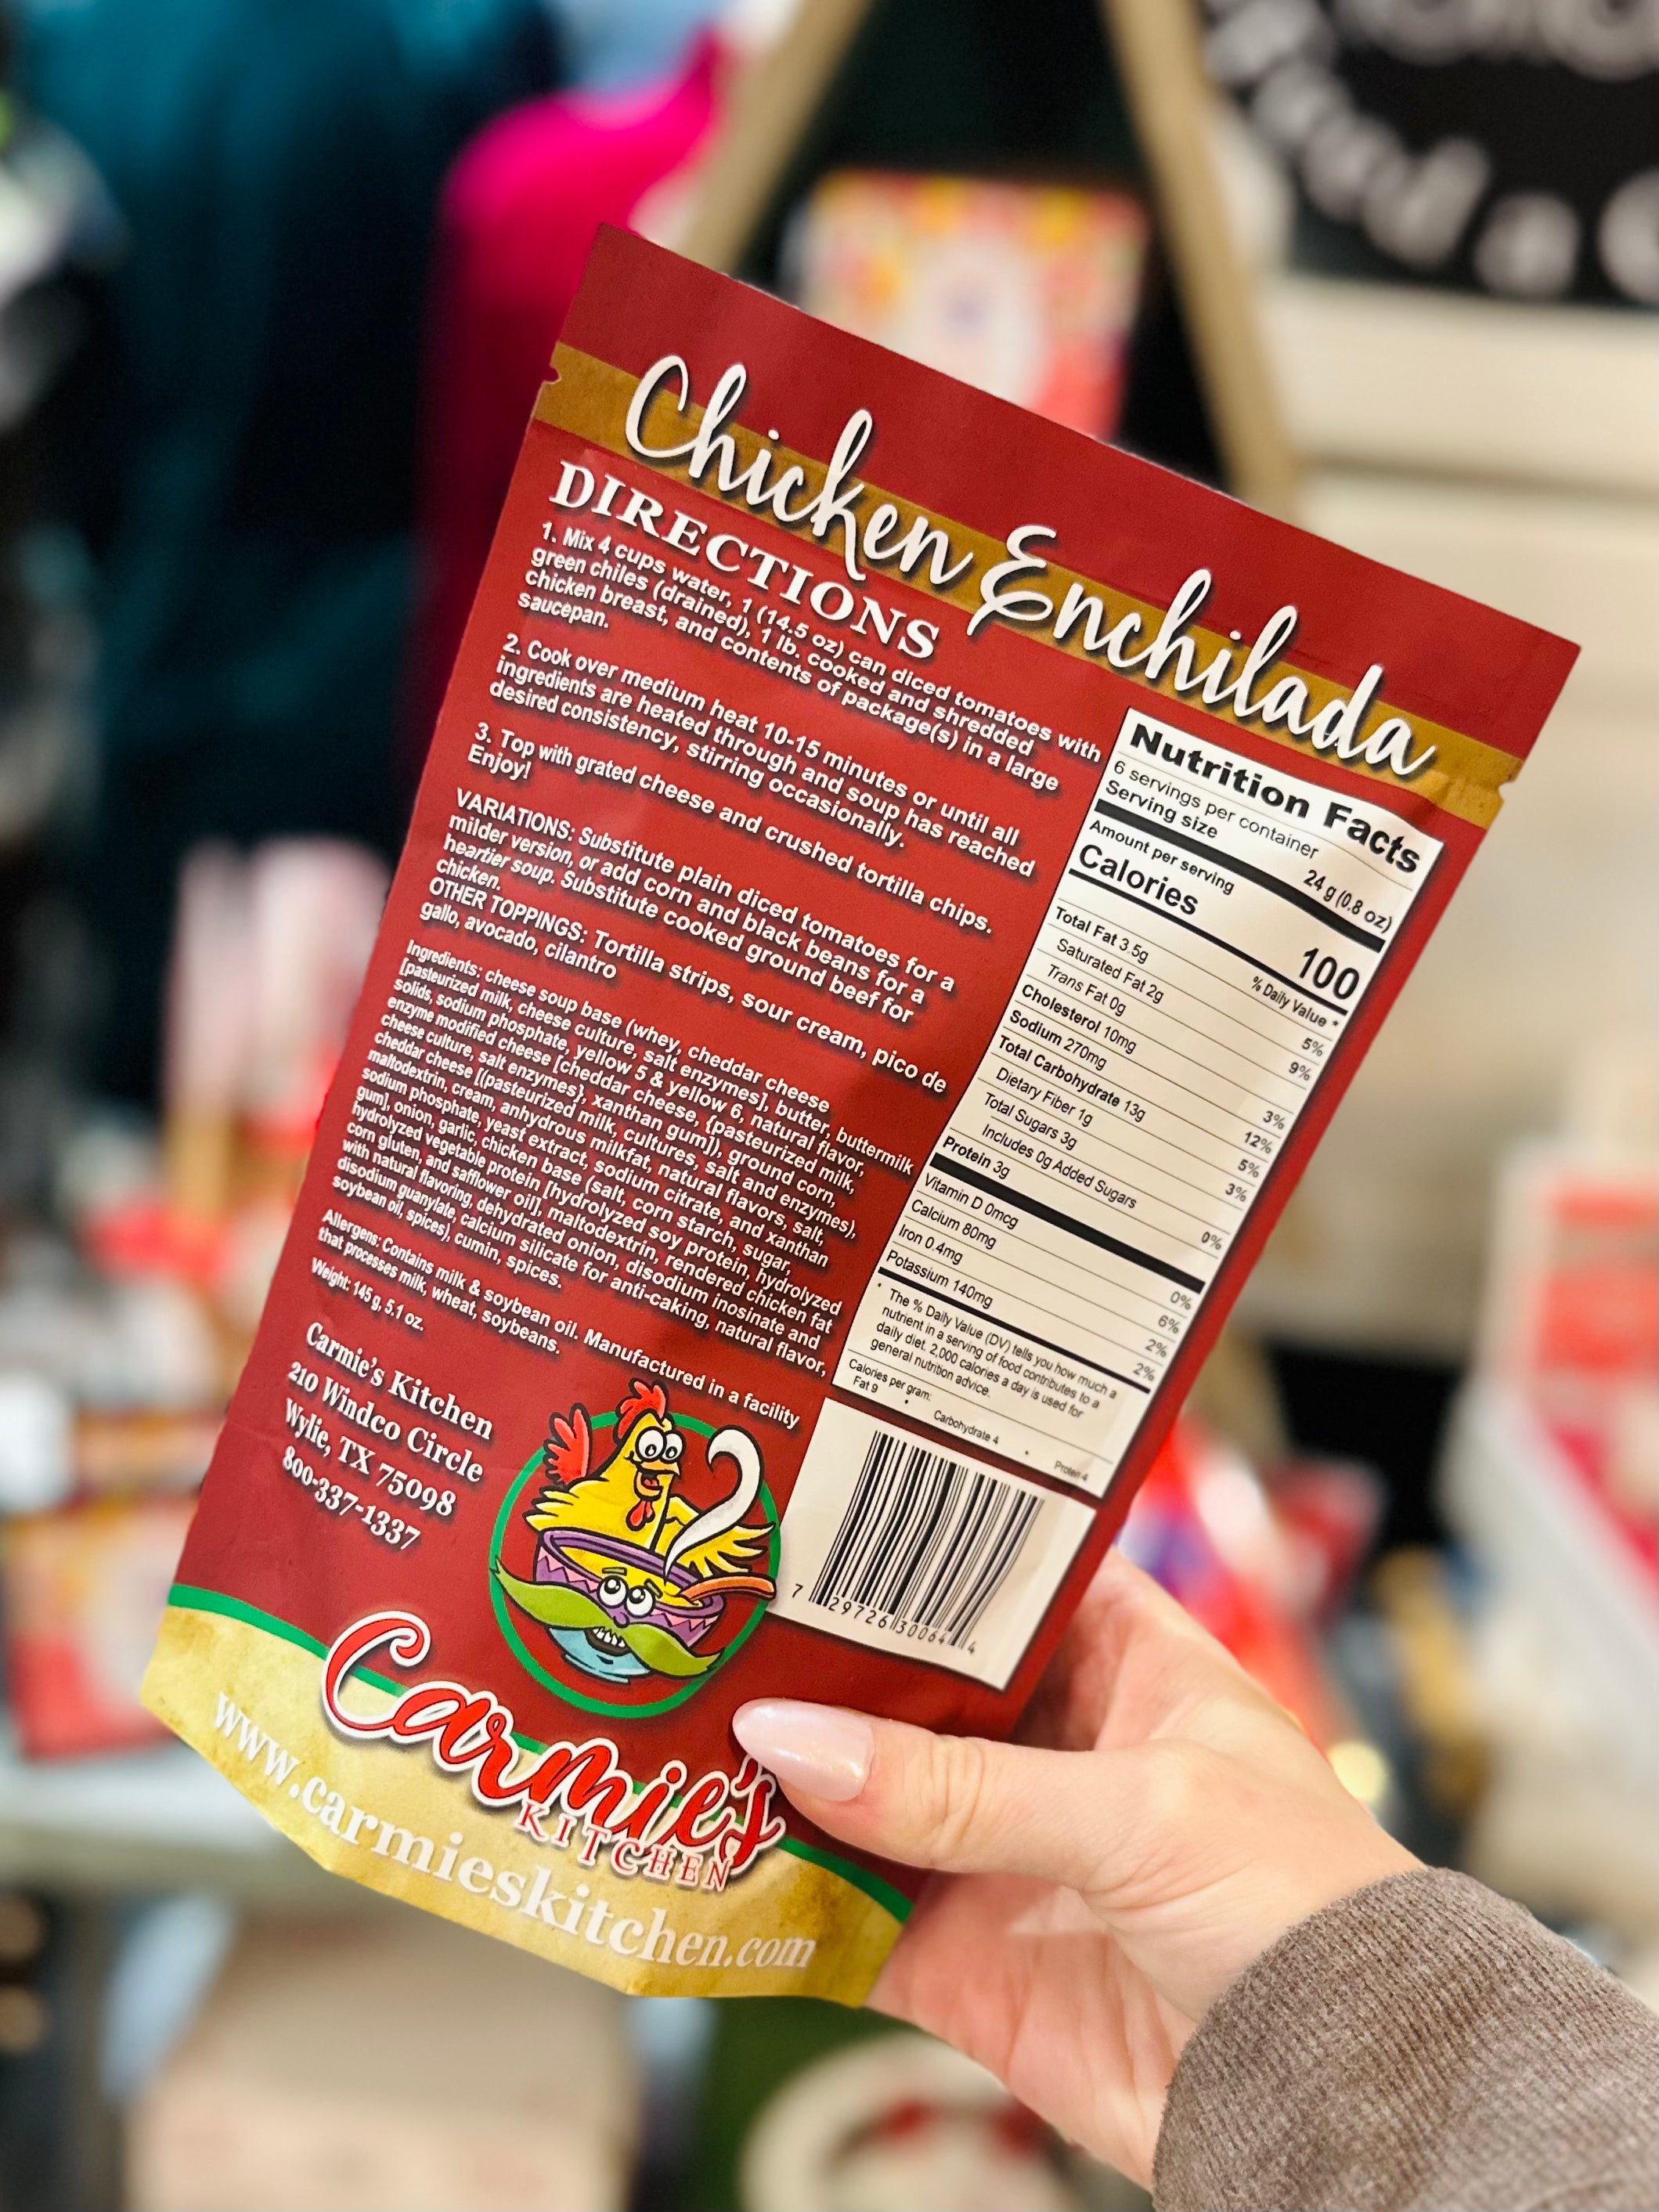 Chicken Enchilada
DIRECTIONS
1. Mix 4 cups water, 1 (14.5 oz) can diced tomatoes with
green chiles (drained), 1 lb. cooked and shredded
chicken breast, and contents of package(s) in a large
saucepan.
2. Cook over medium heat 10-15 minutes or until all
ingredients are heated through and soup has reached
desired consistency, stirring occasionally.
3. Top with grated cheese and crushed tortilla chips.
Enjoy!
VARIATIONS: Substitute plain diced tomatoes for a
milder version, or add corn and black beans for a
heartier soup. Substitute cooked ground beef for
chicken.
OTHER TOPPINGS: Tortilla strips, sour cream, pico de
gallo, avocado, cilantro
Ingredients: cheese soup base (whey, cheddar cheese
[pasteurized milk, cheese culture, salt enzymes], butter, buttermilk
solids, sodium phosphate, yellow 5 & yellow 6, natural flavor,
enzyme modified cheese [cheddar cheese, {pasteurized milk,
cheese culture, salt enzymes}, xanthan gum]), ground corn,
cheddar cheese [(pasteurized milk, cultures, salt and enzymes),
maltodextrin, cream, anhydrous milkfat, natural flavors, salt,
sodium phosphate, yeast extract, sodium citrate, and xanthan
gum], onion, garlic, chicken base (salt, corn starch, sugar,
hydrolyzed vegetable protein [hydrolyzed soy protein, hydrolyzed
corn gluten, and safflower oil], maltodextrin, rendered chicken fat
with natural flavoring, dehydrated onion, disodium inosinate and
disodium guanylate, calcium silicate for anti-caking, natural flavor,
soybean oil, spices), cumin, spices.
Allergens: Contains milk & soybean oil. Manufactured in a facility
that processes milk, wheat, soybeans.
Weight: 145 g, 5.1 oz.
Carmie's Kitchen
210 Windco Circle
Wylie, TX 75098
800-337-1337
Nutrition Facts
6 servings per container
Serving size 24 g (0.8 oz)
Amount per serving
Calories 100
% Daily Value *
Total Fat 3.5g 5%
Saturated Fat 2g 9%
Trans Fat 0g
Cholesterol 10mg 3%
Sodium 270mg 12%
Total Carbohydrate 13g 5%
Dietary Fiber 1g 3%
Total Sugars 3g
Includes 0g Added Sugars 0%
Protein 3g
Vitamin D 0mcg 0%
Calcium 80mg 6%
Iron 0.4mg 2%
Potassium 140mg 2%
* The % Daily Value (DV) tells you how much a
nutrient in a serving of food contributes to a
daily diet. 2,000 calories a day is used for
general nutrition advice.
Calories per gram:
Fat 9 • Carbohydrate 4 • Protein 4
7 29726 30064 4
Carmie's
KITCHEN
www.carmieskitchen.com